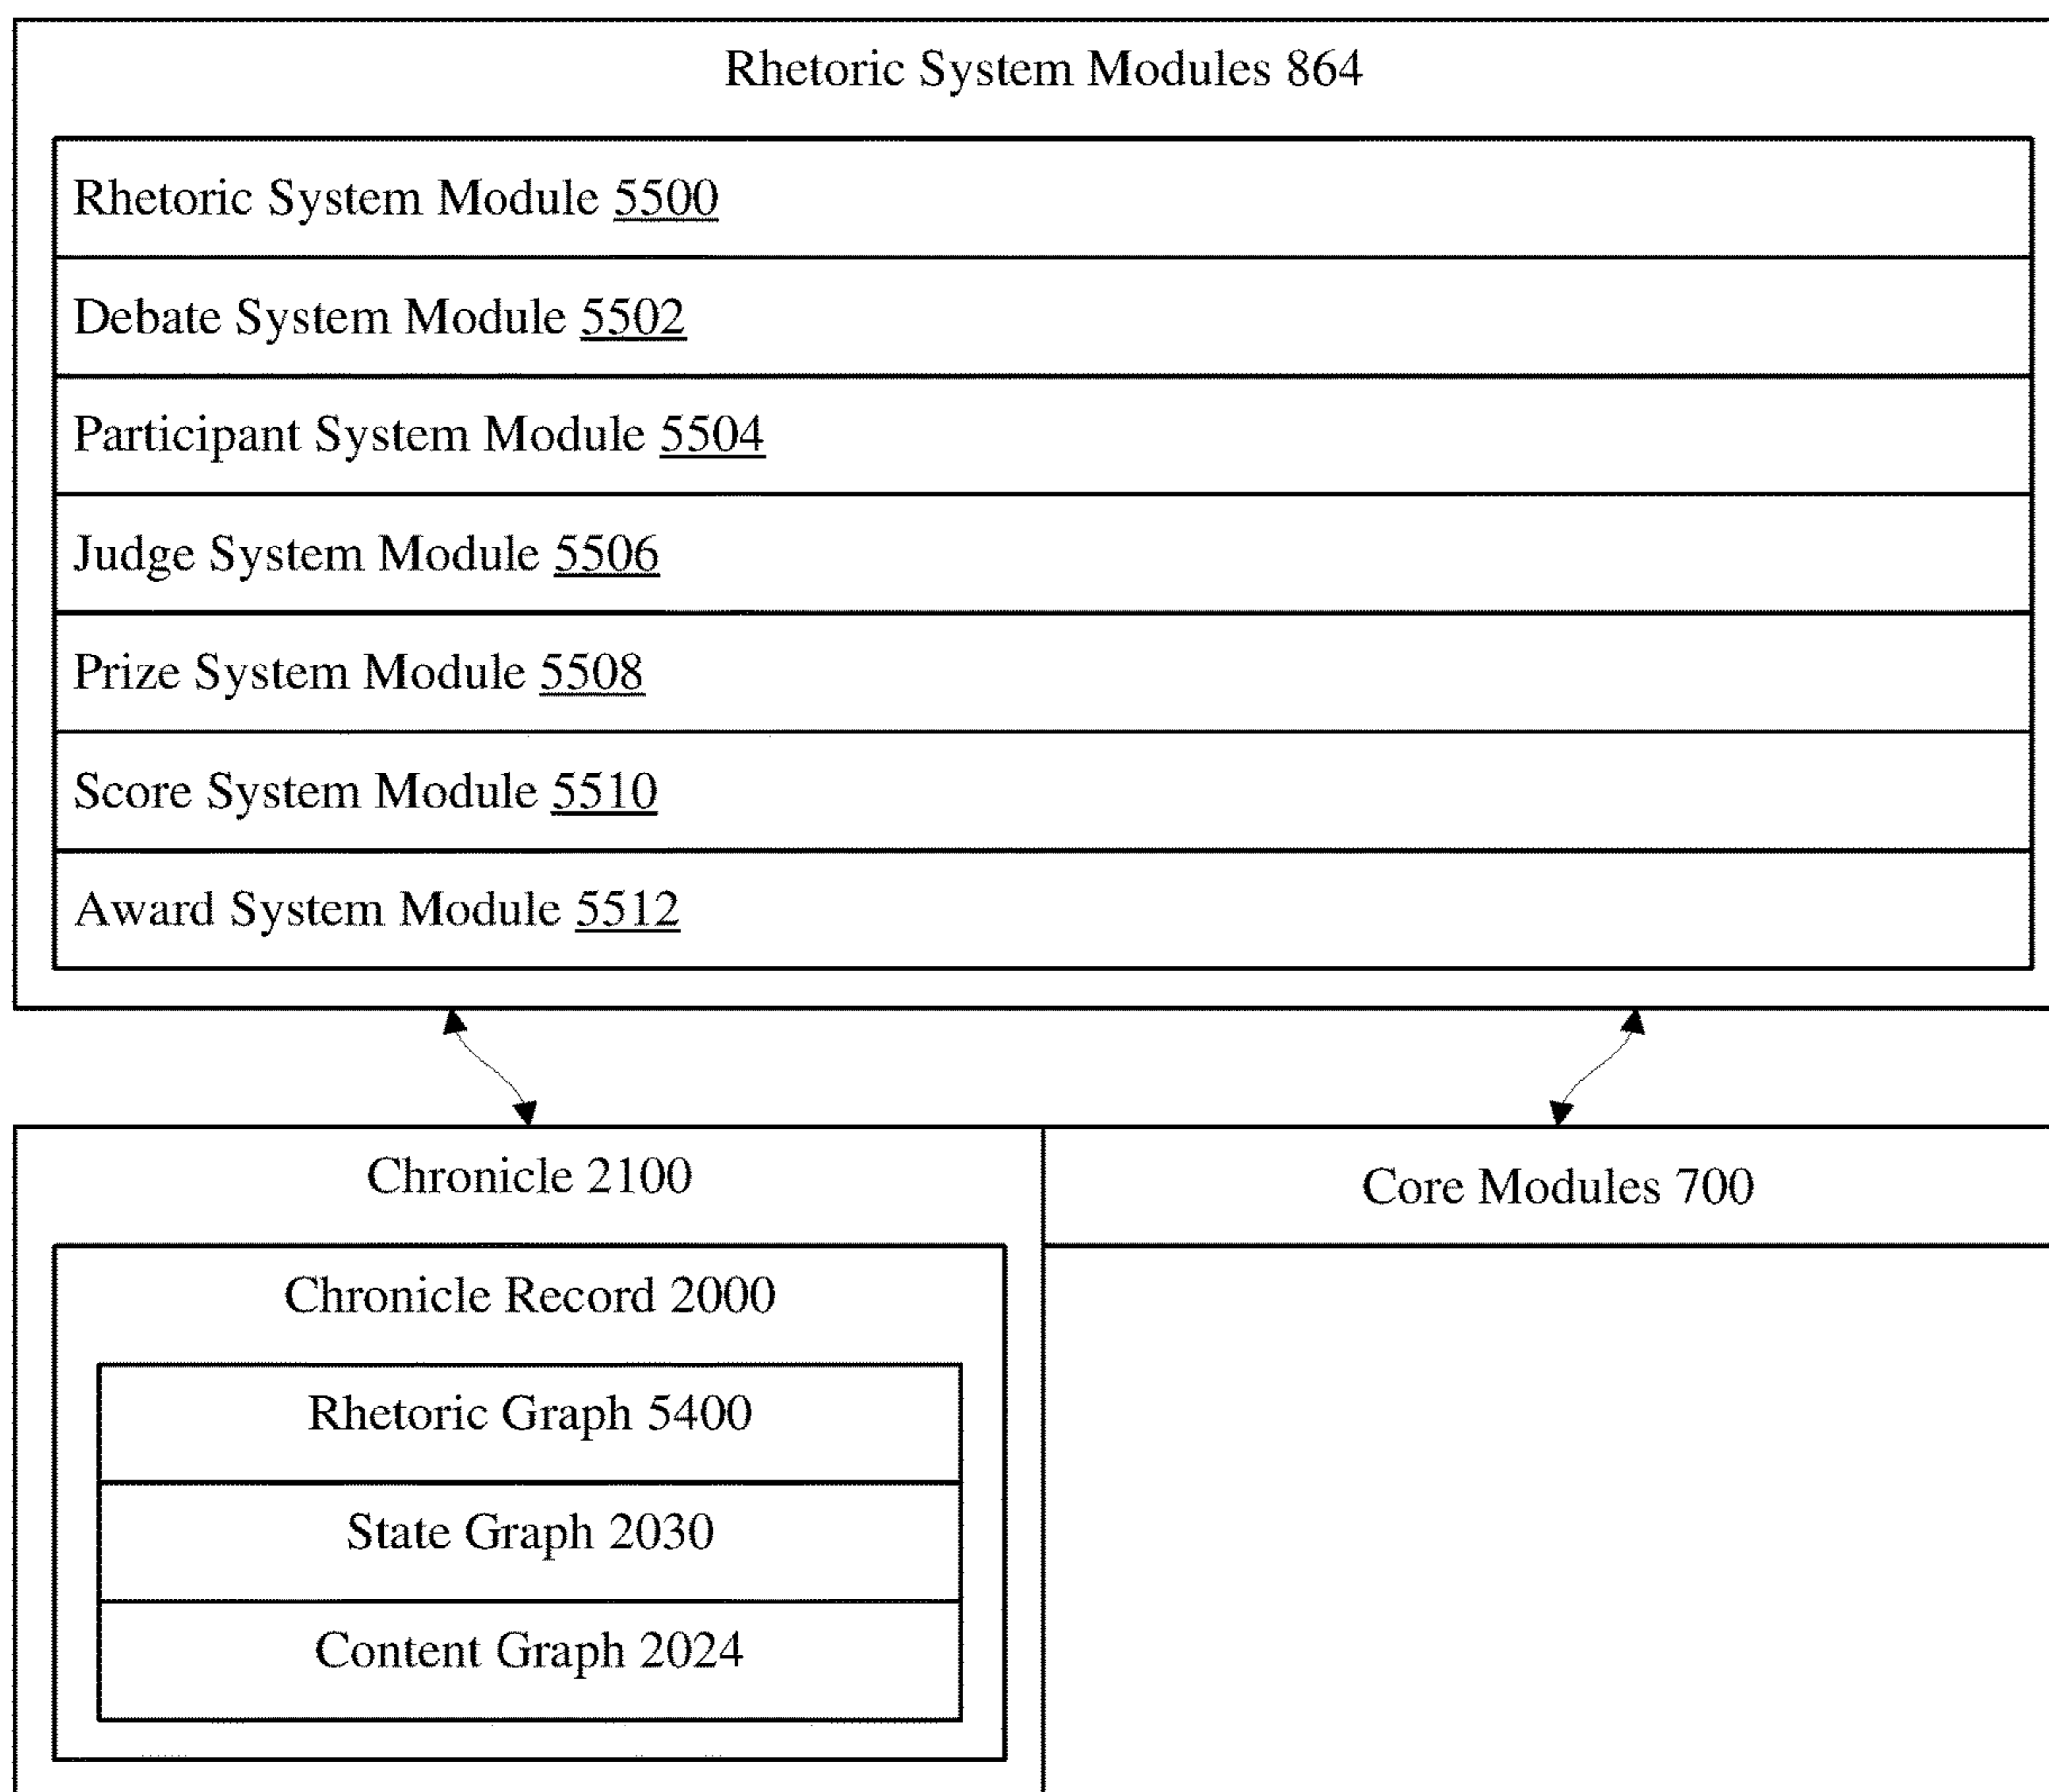 Rhetoric System Modules 864
Rhetoric System Module 5500
Debate System Module 5502
Participant System Module 5504
Judge System Module 5506
Prize System Module 5508
Score System Module 5510
Award System Module 5512
Chronicle 2100
Core Modules 700
Chronicle Record 2000
Rhetoric Graph 5400
State Graph 2030
Content Graph 2024